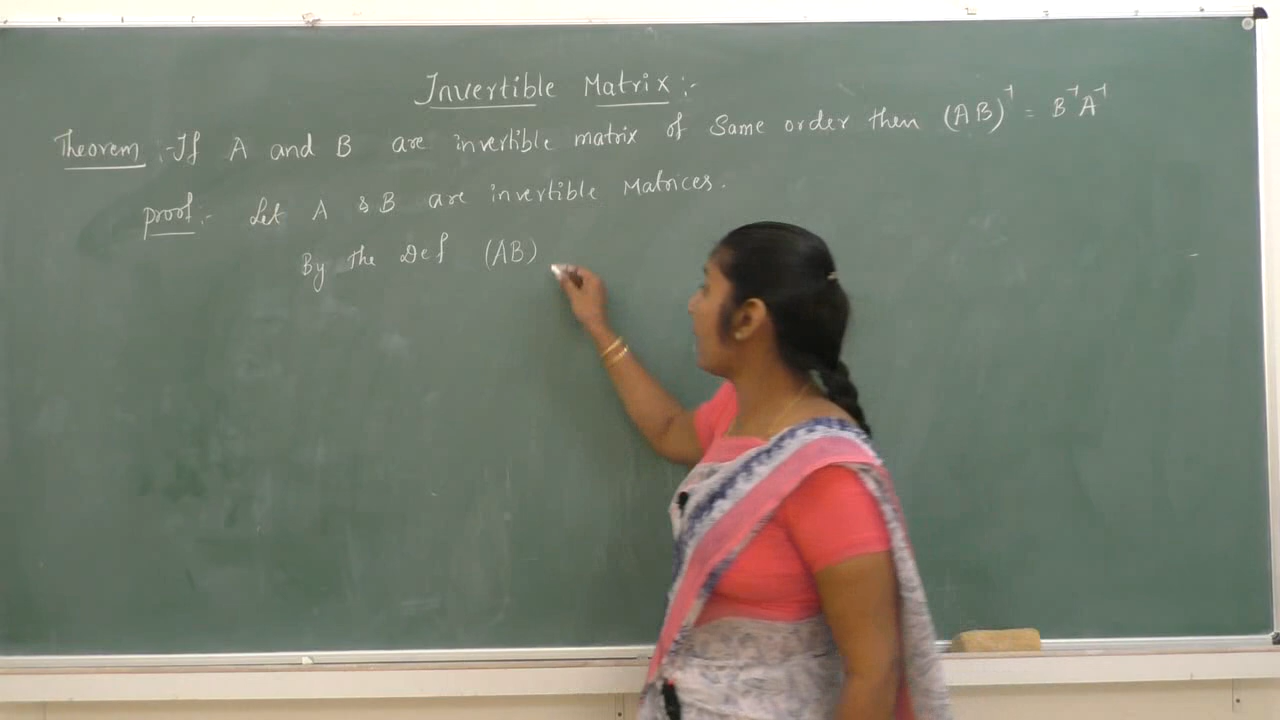 Invertible Matrix :-
Theorem :- If A and B are invertible matrix of Same order then (AB)⁻¹ = B⁻¹A⁻¹
Proof :- Let A & B are invertible Matrices.
By the Def (AB)